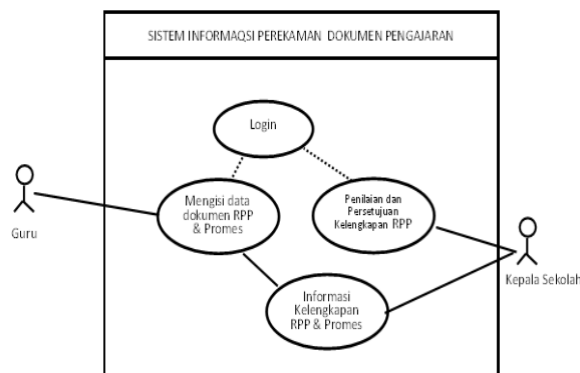 SISTEM INFORMAQSI PEREKAMAN DOKUMEN PENGAJARAN
Login
Mengisi data
dokumen RPP
& Promes
Penilaian dan
Persetujuan
Kelengkapan RPP
Guru
Kepala Sekolah
Informasi
Kelengkapan
RPP & Promes